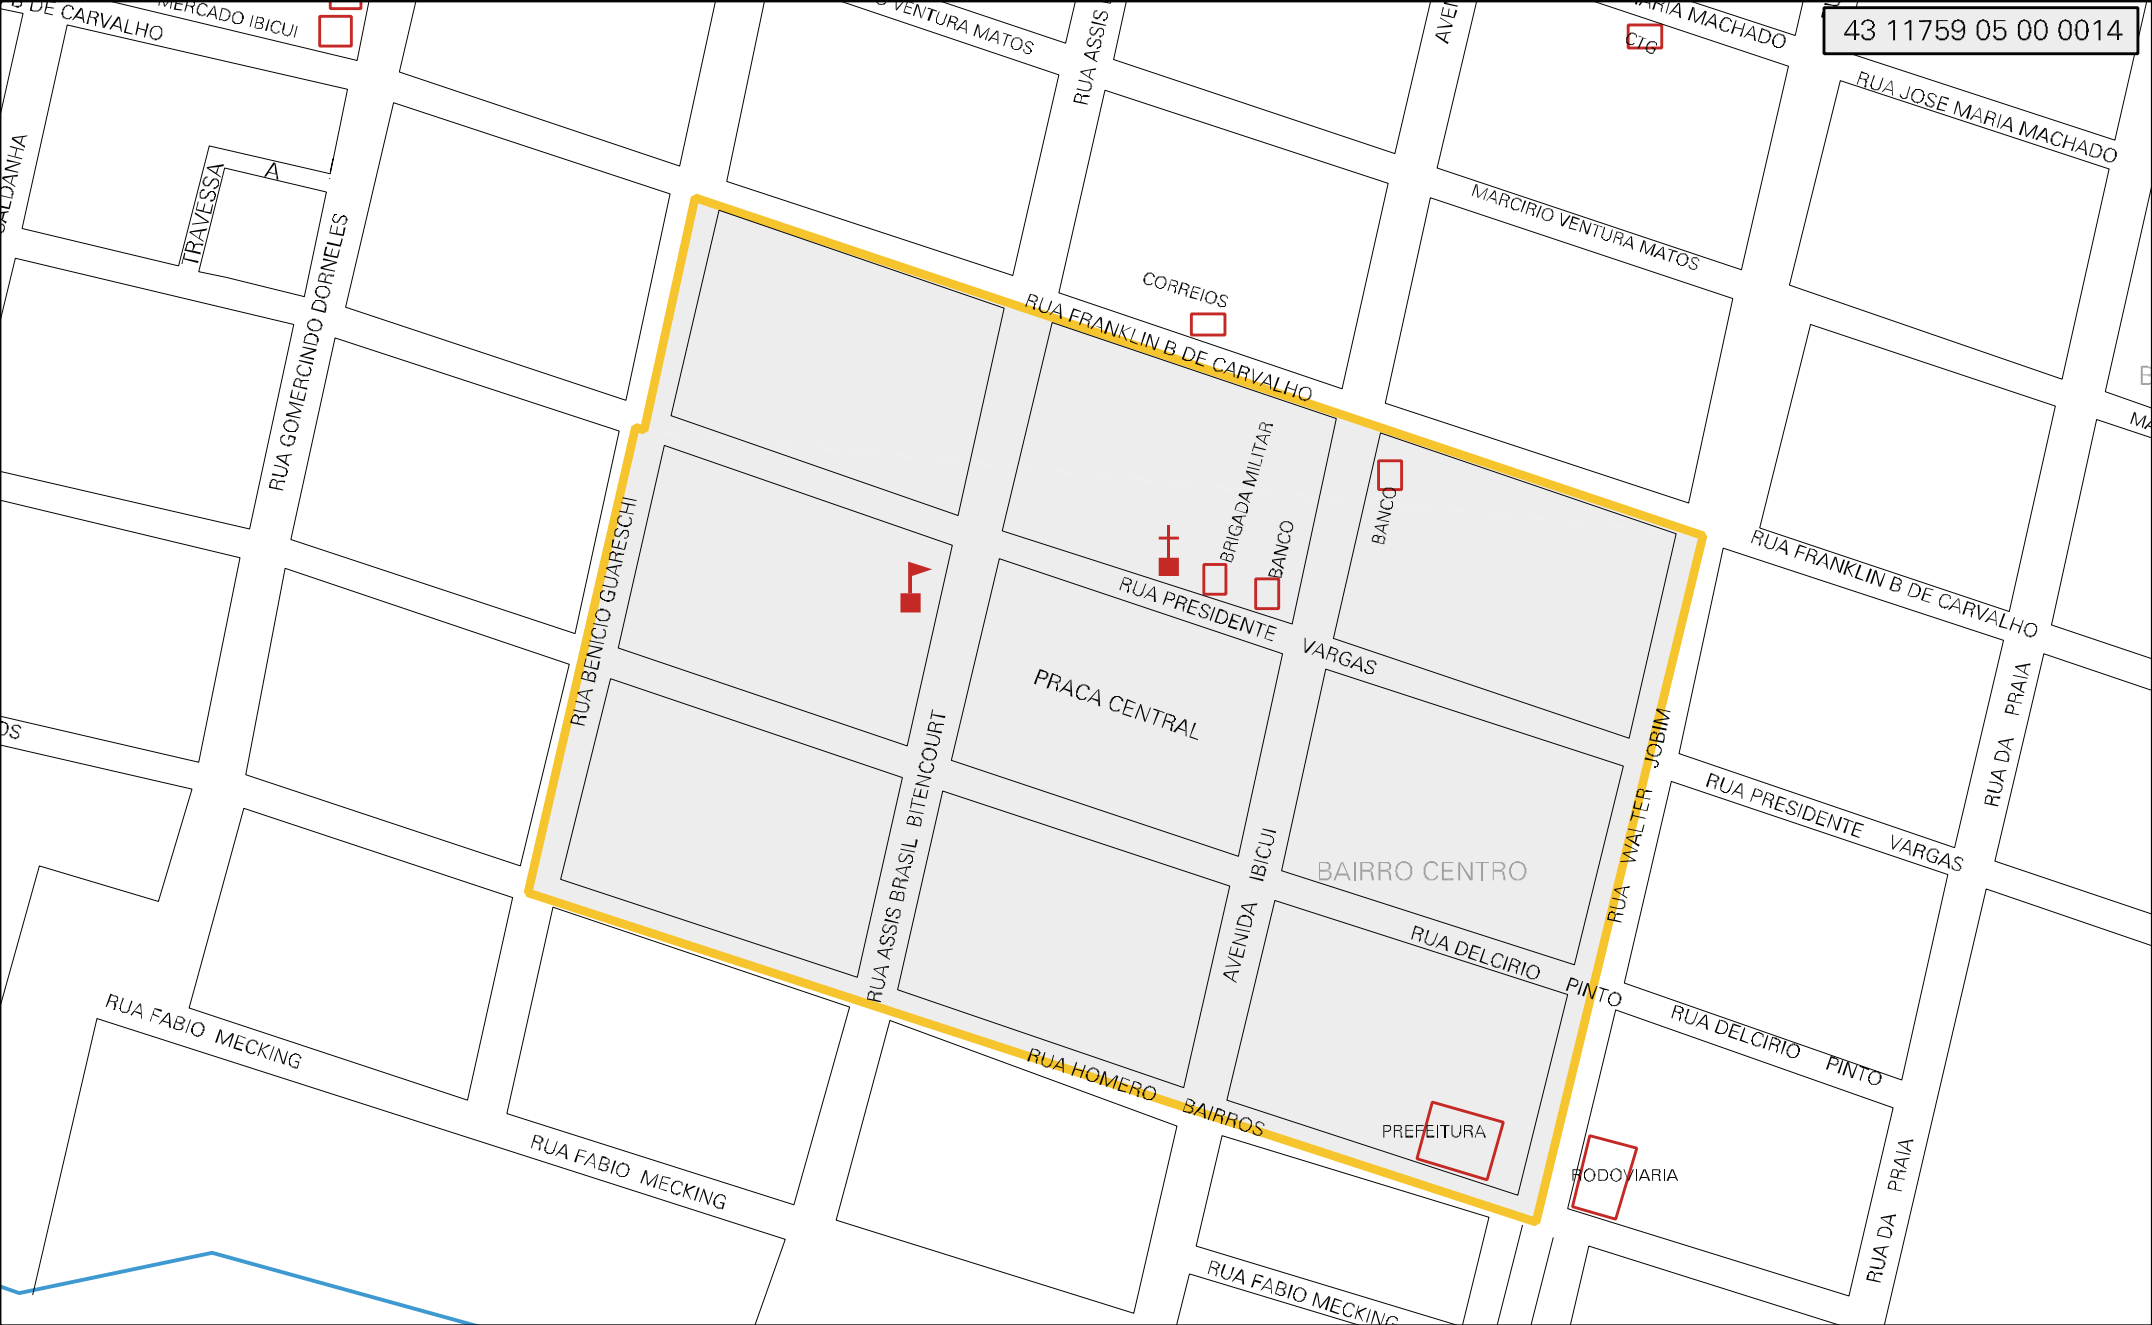 B DE CARVALHO
MERCADO IBICUI
VENTURA MATOS
RUA ASSIS
MARIA MACHADO
CTG
43 11759 05 00 0014
RUA JOSE MARIA MACHADO
TRAVESSA
A
RUA GOMERCINDO DORNELES
MARCIRIO VENTURA MATOS
CORREIOS
RUA FRANKLIN B DE CARVALHO
BRIGADA MILITAR
BANCO
BANCO
RUA BENICIO GUARESCHI
RUA PRESIDENTE VARGAS
RUA FRANKLIN B DE CARVALHO
PRACA CENTRAL
RUA ASSIS BRASIL BITENCOURT
RUA WALTER JOBIM
RUA DA PRAIA
RUA PRESIDENTE VARGAS
AVENIDA IBICUI
BAIRRO CENTRO
RUA DELCIRIO PINTO
RUA DELCIRIO PINTO
RUA FABIO MECKING
RUA HOMERO BAIRROS
PREFEITURA
RODOVIARIA
RUA FABIO MECKING
RUA DA PRAIA
RUA FABIO MECKING